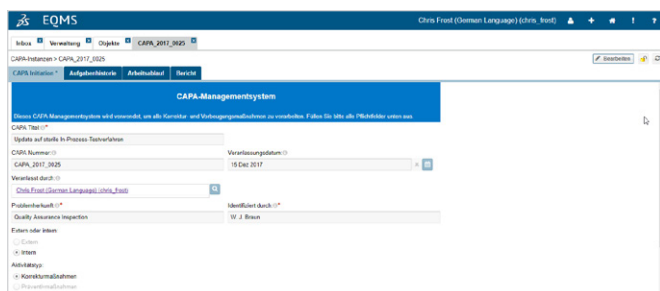 EQMS
Chris Frost (German Language) (chris_frost)
Inbox Verwaltung Objekte CAPA_2017_0025
CAPA-Instanzen > CAPA_2017_0025
Bearbeiten
CAPA Initiation * Aufgabenhistorie Arbeitsablauf Bericht
CAPA-Managementsystem
Dieses CAPA-Managementsystem wird verwendet, um alle Korrektur- und Vorbeugungsmaßnahmen zu verarbeiten. Füllen Sie bitte alle Pflichtfelder unten aus
CAPA Titel *
Update auf sterile In-Process-Testverfahren
CAPA Nummer Veranlassungsdatum
CAPA_2017_0025 15 Dez 2017
Veranlasst durch
Chris Frost (German Language) (chris_frost)
Problemherkunft * Identifiziert durch *
Quality Assurance Inspection W. J. Braun
Extern oder intern
Extern
Intern
Aktivitätstyp
Korrekturmaßnahmen
Präventivmaßnahmen